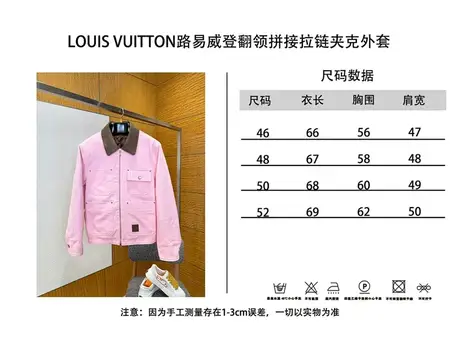 LOUIS VUITTON路易威登翻领拼接拉链夹克外套
尺码数据
尺码 衣长 胸围 肩宽
46 66 56 47
48 67 58 48
50 68 60 49
52 69 62 50
注意：因为手工测量存在1-3cm误差，一切以实物为准